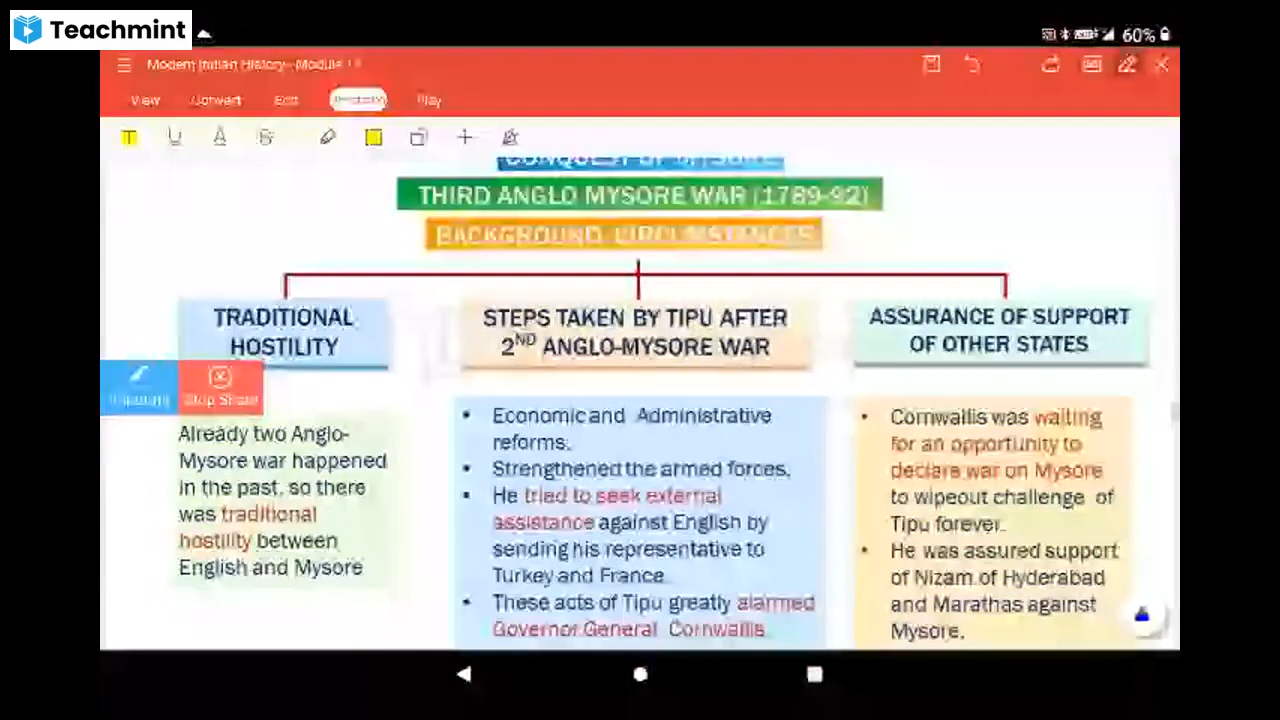 Teachmint
60%
Modern Indian History - Module 1
View Convert Edit Play
CONQUEST OF MYSORE
THIRD ANGLO MYSORE WAR (1789-92)
BACKGROUND CIRCUMSTANCES
TRADITIONAL
HOSTILITY
Stop Share
Already two Anglo-
Mysore war happened
in the past, so there
was traditional
hostility between
English and Mysore
STEPS TAKEN BY TIPU AFTER
2ND ANGLO-MYSORE WAR
• Economic and Administrative
reforms.
• Strengthened the armed forces.
• He tried to seek external
assistance against English by
sending his representative to
Turkey and France.
• These acts of Tipu greatly alarmed
Governor General Cornwallis.
ASSURANCE OF SUPPORT
OF OTHER STATES
• Cornwallis was waiting
for an opportunity to
declare war on Mysore
to wipeout challenge of
Tipu forever.
• He was assured support
of Nizam of Hyderabad
and Marathas against
Mysore.